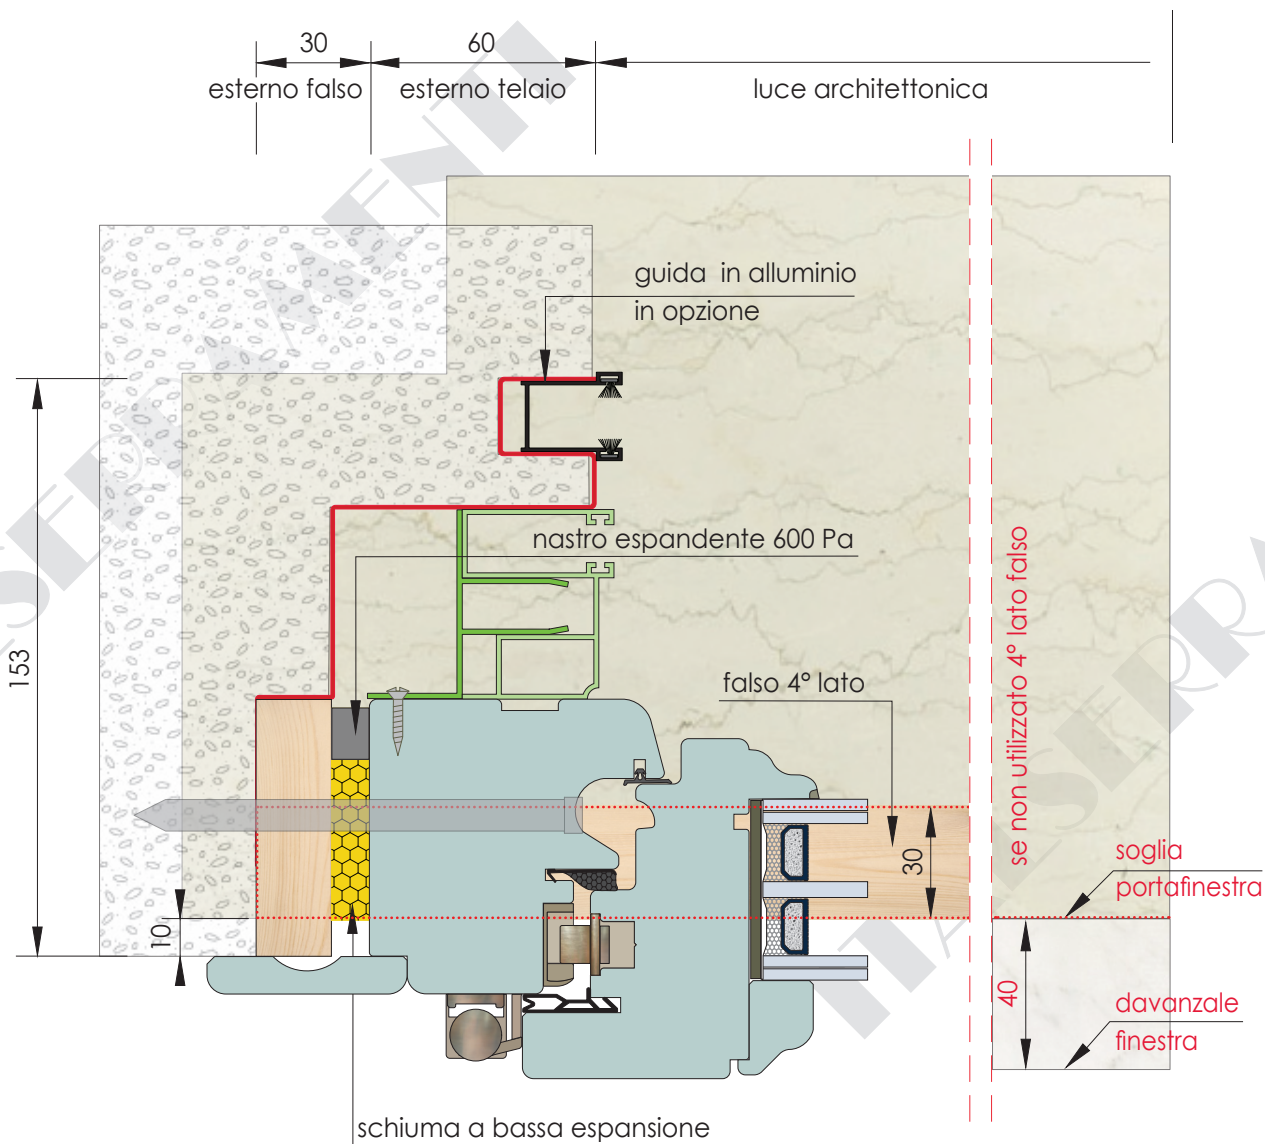 30
60
esterno falso
esterno telaio
luce architettonica
guida in alluminio
in opzione
nastro espandente 600 Pa
153
falso 4° lato
se non utilizzato 4° lato falso
30
soglia
portafinestra
10
40
davanzale
finestra
schiuma a bassa espansione